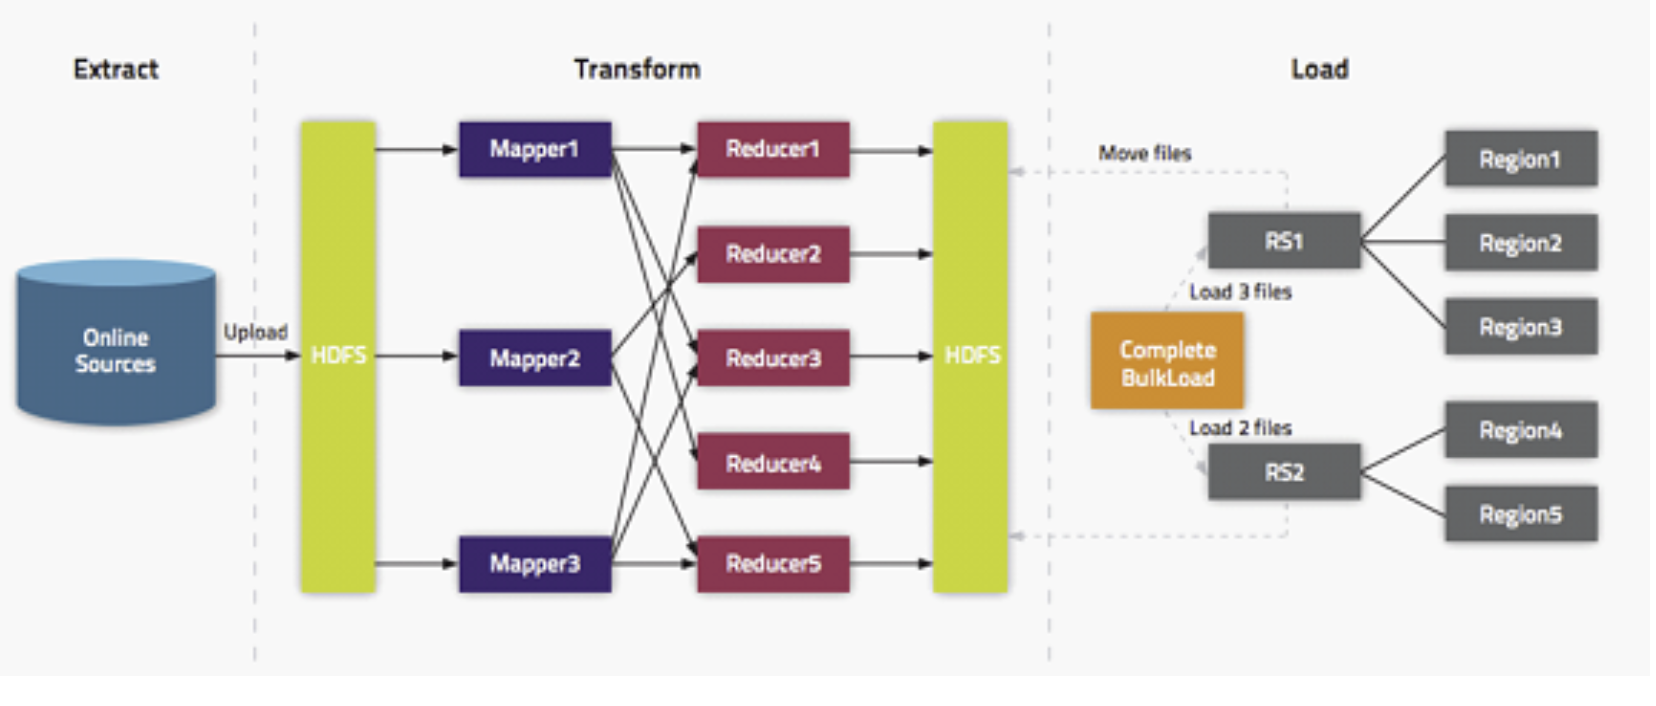 Extract
Transform
Load
Online
Sources
Upload
HDFS
Mapper1
Mapper2
Mapper3
Reducer1
Reducer2
Reducer3
Reducer4
Reducer5
HDFS
Move files
RS1
Load 3 files
Complete
BulkLoad
Load 2 files
RS2
Region1
Region2
Region3
Region4
Region5